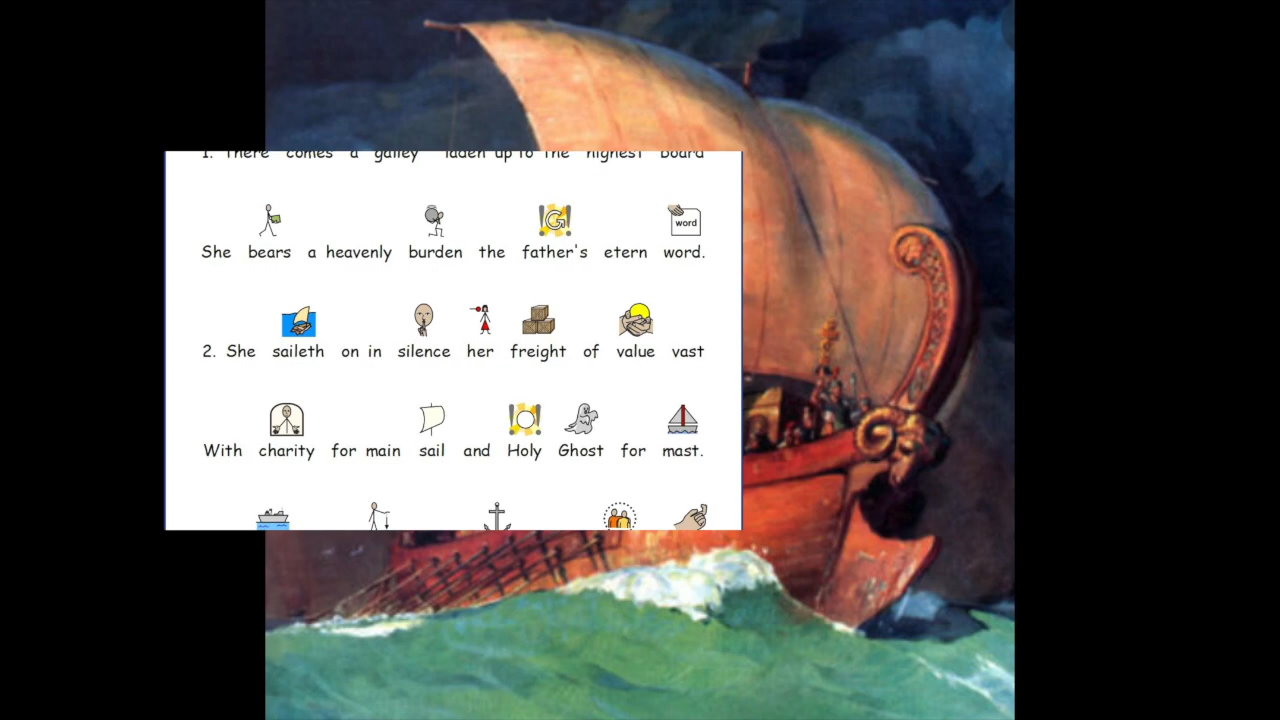 1. There comes a galley laden up to the highest board
word
She bears a heavenly burden the father's etern word.
2. She saileth on in silence her freight of value vast
With charity for main sail and Holy Ghost for mast.